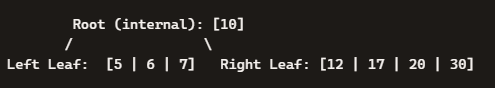 Root (internal): [10]
/ \
Left Leaf: [5 | 6 | 7] Right Leaf: [12 | 17 | 20 | 30]